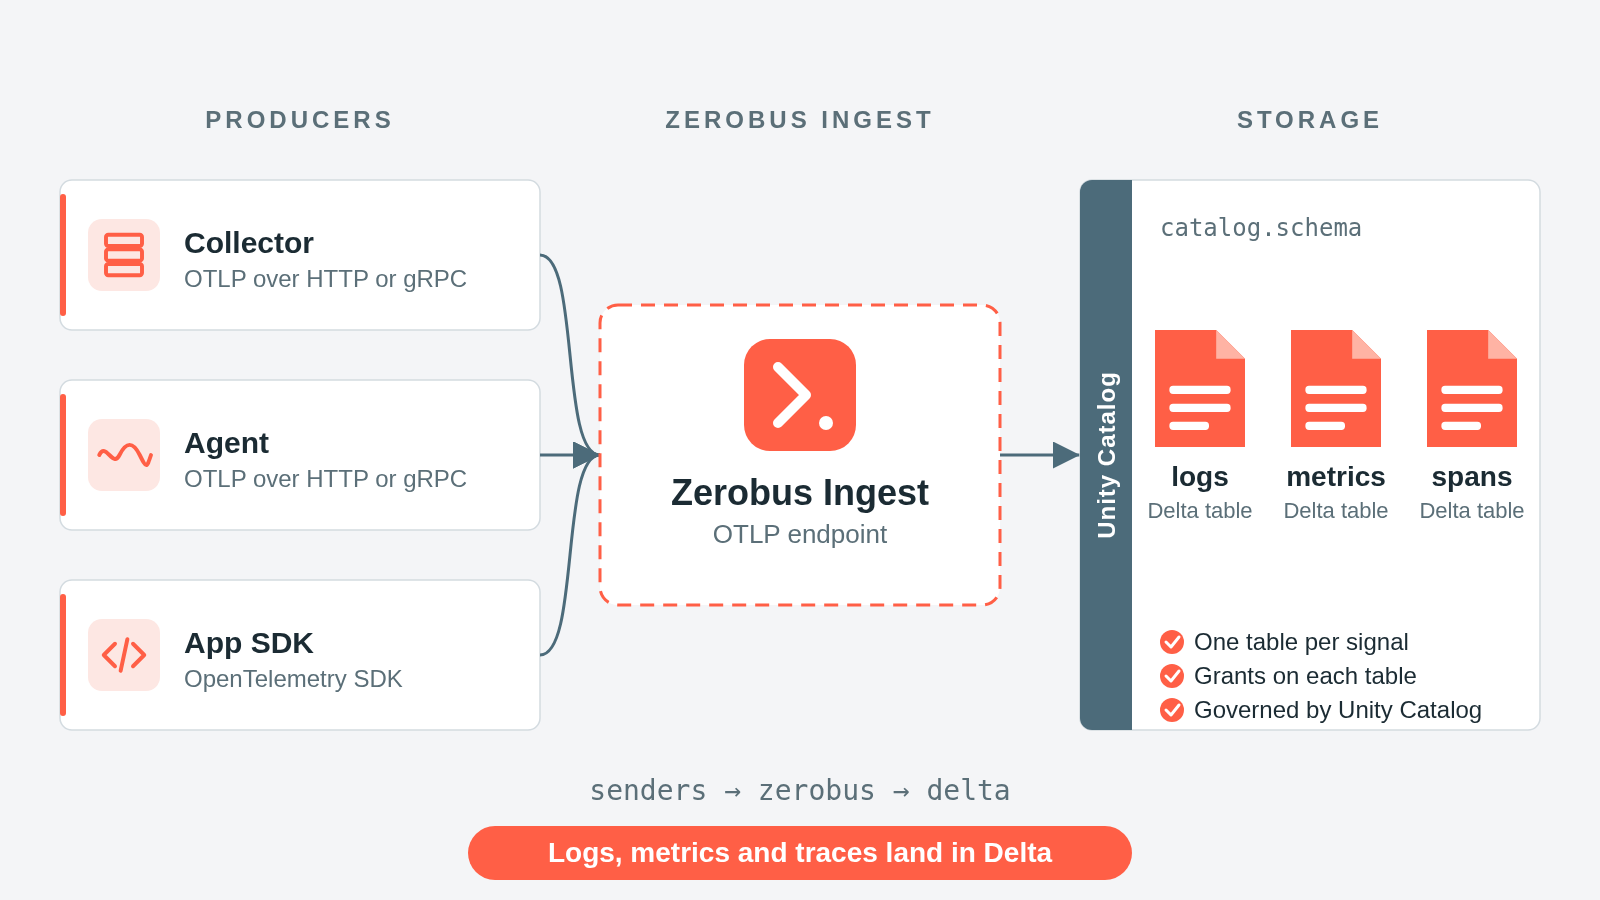 PRODUCERS
ZEROBUS INGEST
STORAGE
Collector
OTLP over HTTP or gRPC
Agent
OTLP over HTTP or gRPC
App SDK
OpenTelemetry SDK
Zerobus Ingest
OTLP endpoint
Unity Catalog
catalog.schema
logs
Delta table
metrics
Delta table
spans
Delta table
One table per signal
Grants on each table
Governed by Unity Catalog
senders → zerobus → delta
Logs, metrics and traces land in Delta